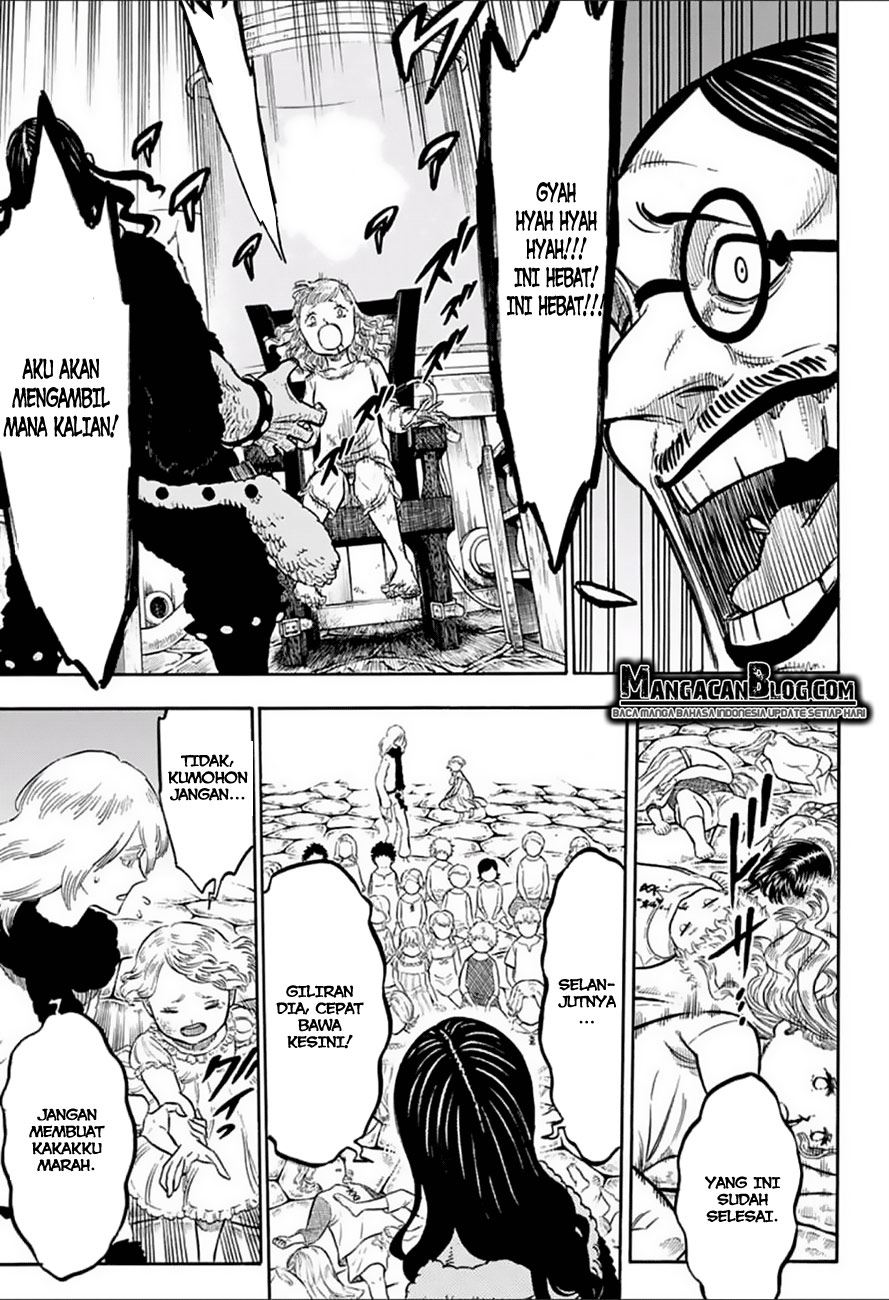 GYAH
HYAH HYAH
HYAH!!!
INI HEBAT!
INI HEBAT!!!
AKU AKAN
MENGAMBIL
MANA KALIAN!
MANGACANBLOG.COM
BACA MANGA BAHASA INDONESIA UPDATE SETIAP HARI
YANG INI
SUDAH
SELESAI.
SELAN-
JUTNYA
...
GILIRAN
DIA, CEPAT
BAWA
KESINI!
TIDAK,
KUMOHON
JANGAN...
JANGAN
MEMBUAT
KAKAKKU
MARAH.